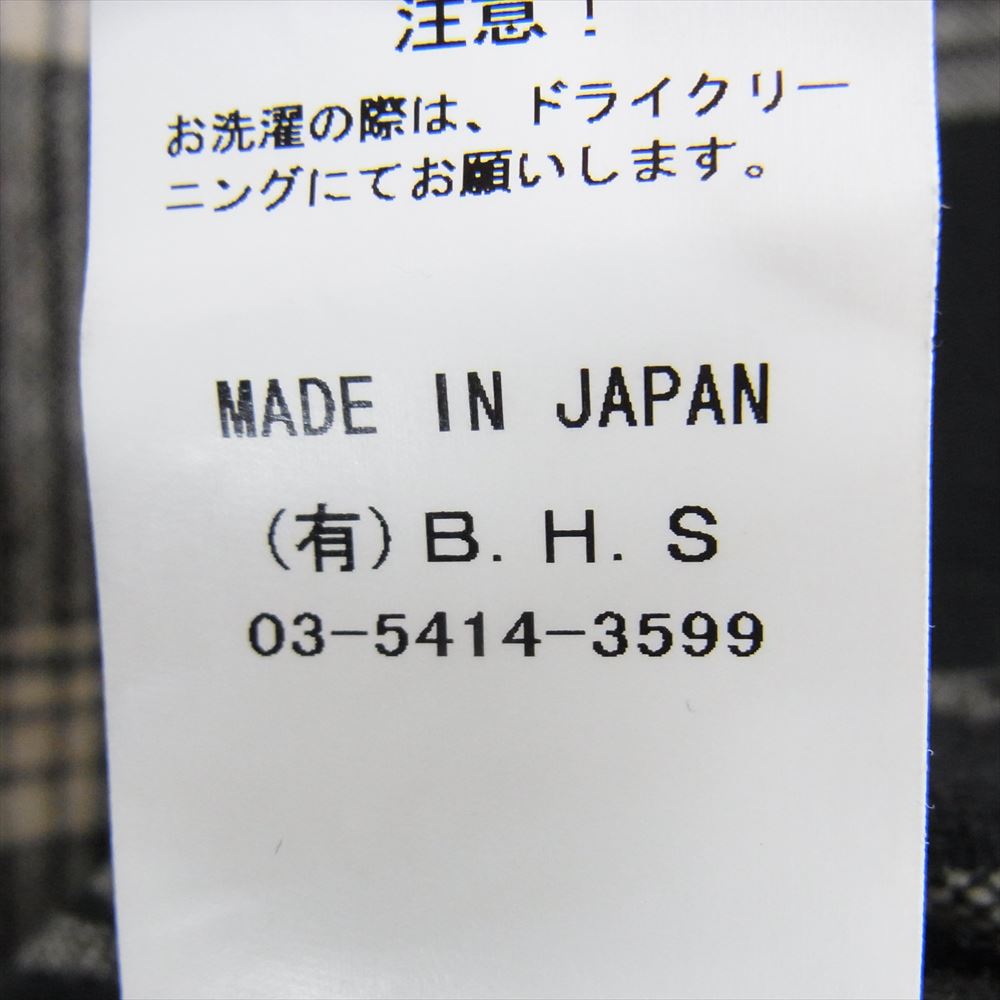 注意！
お洗濯の際は、ドライクリー
ニングにてお願いします。
MADE IN JAPAN
(有)B.H.S
03-5414-3599